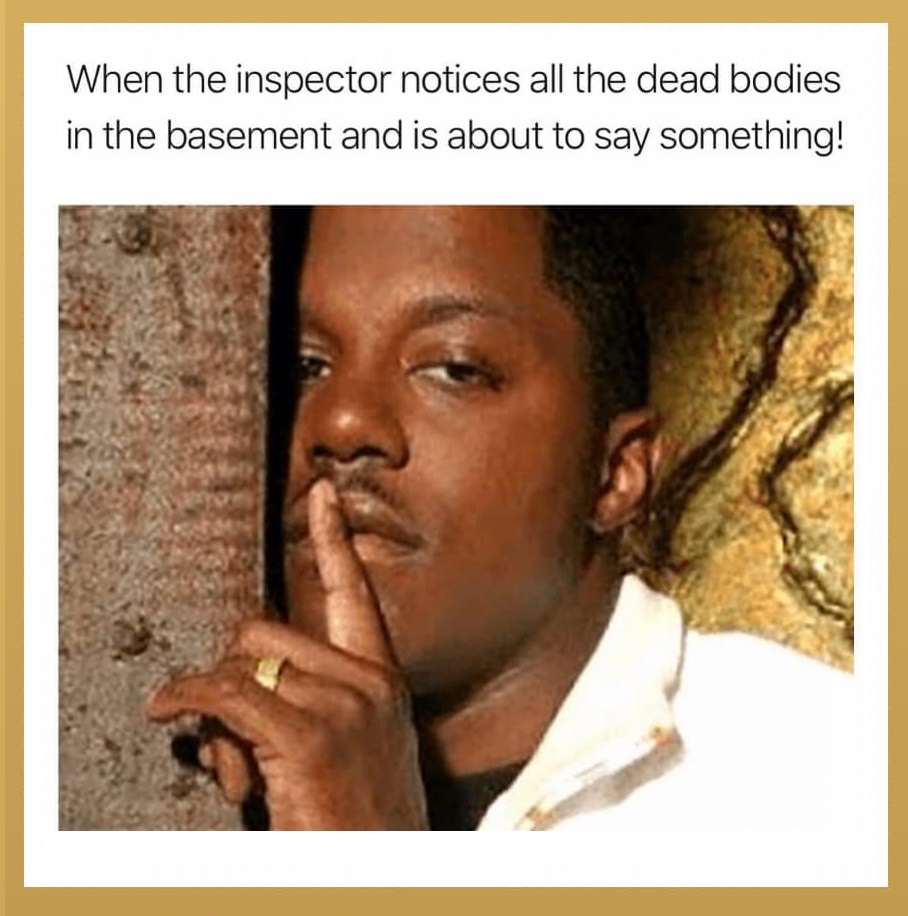 When the inspector notices all the dead bodies
in the basement and is about to say something!